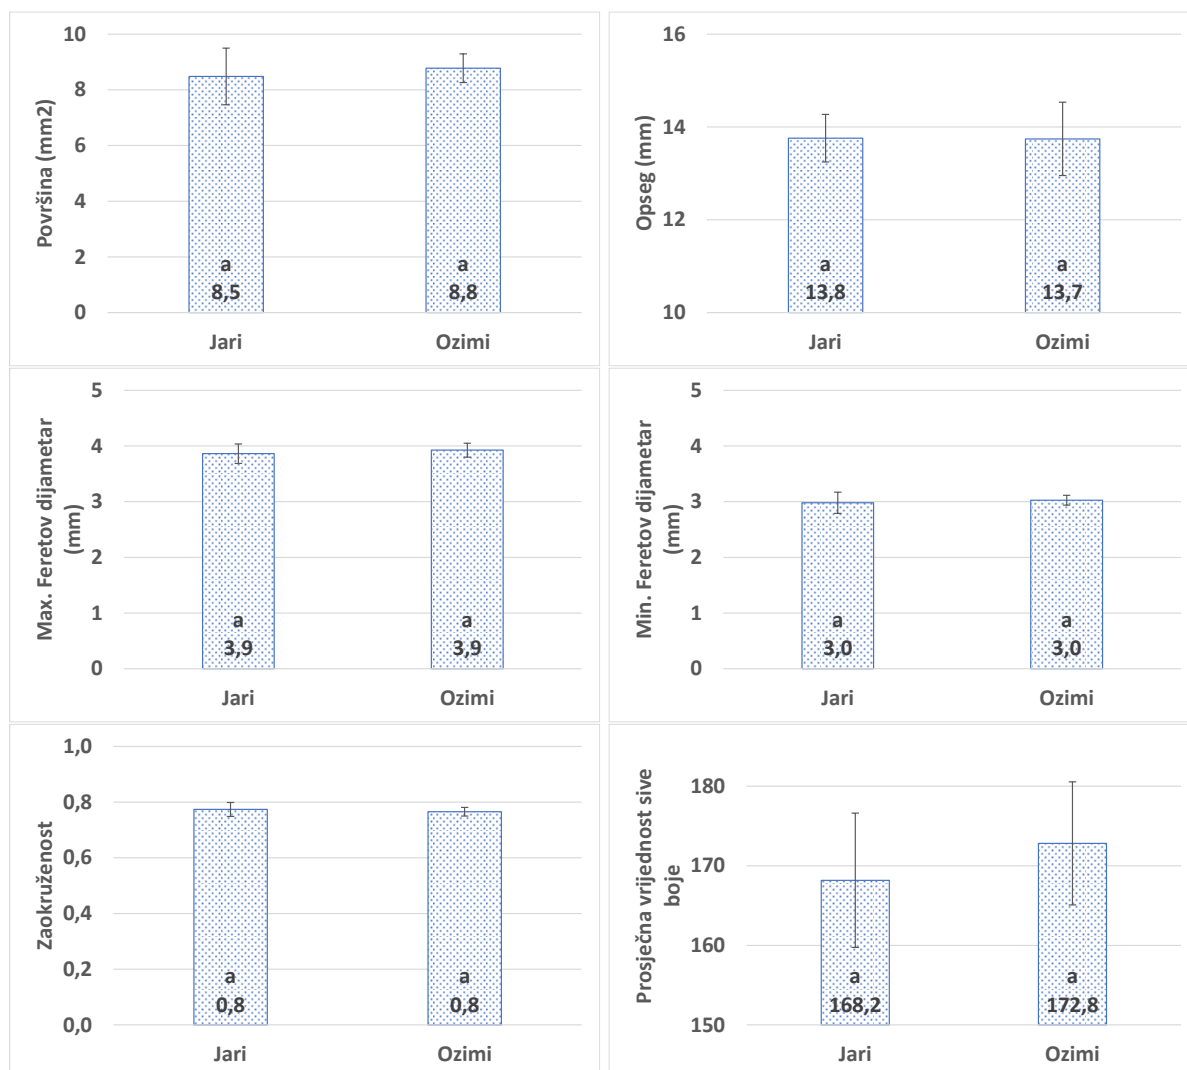 Površina (mm2)
10
8
6
4
2
0
a
8,5
a
8,8
Jari
Ozimi
Opseg (mm)
16
14
12
10
a
13,8
a
13,7
Jari
Ozimi
Max. Feretov dijametar
(mm)
5
4
3
2
1
0
a
3,9
a
3,9
Jari
Ozimi
Min. Feretov dijametar
(mm)
5
4
3
2
1
0
a
3,0
a
3,0
Jari
Ozimi
Zaokruženost
1,0
0,8
0,6
0,4
0,2
0,0
a
0,8
a
0,8
Jari
Ozimi
Prosječna vrijednost sive
boje
180
170
160
150
a
168,2
a
172,8
Jari
Ozimi